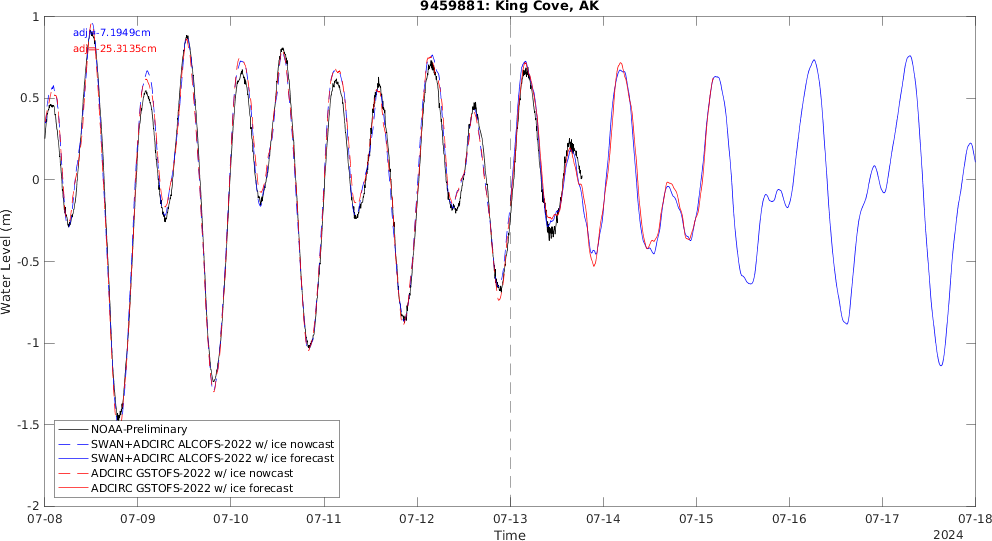 9459881: King Cove, AK
adj=-7.1949cm
adj=-25.3135cm
1
0.5
0
-0.5
-1
-1.5
-2
Water Level (m)
NOAA-Preliminary
SWAN+ADCIRC ALCOFS-2022 w/ ice nowcast
SWAN+ADCIRC ALCOFS-2022 w/ ice forecast
ADCIRC GSTOFS-2022 w/ ice nowcast
ADCIRC GSTOFS-2022 w/ ice forecast
07-08 07-09 07-10 07-11 07-12 07-13 07-14 07-15 07-16 07-17 07-18
Time
2024